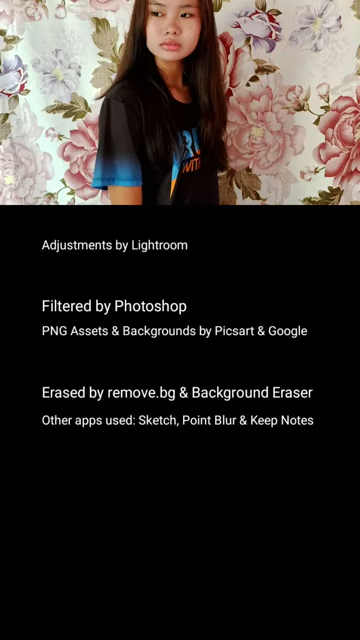 WITH
Adjustments by Lightroom
Filtered by Photoshop
PNG Assets & Backgrounds by Picsart & Google
Erased by remove.bg & Background Eraser
Other apps used: Sketch, Point Blur & Keep Notes